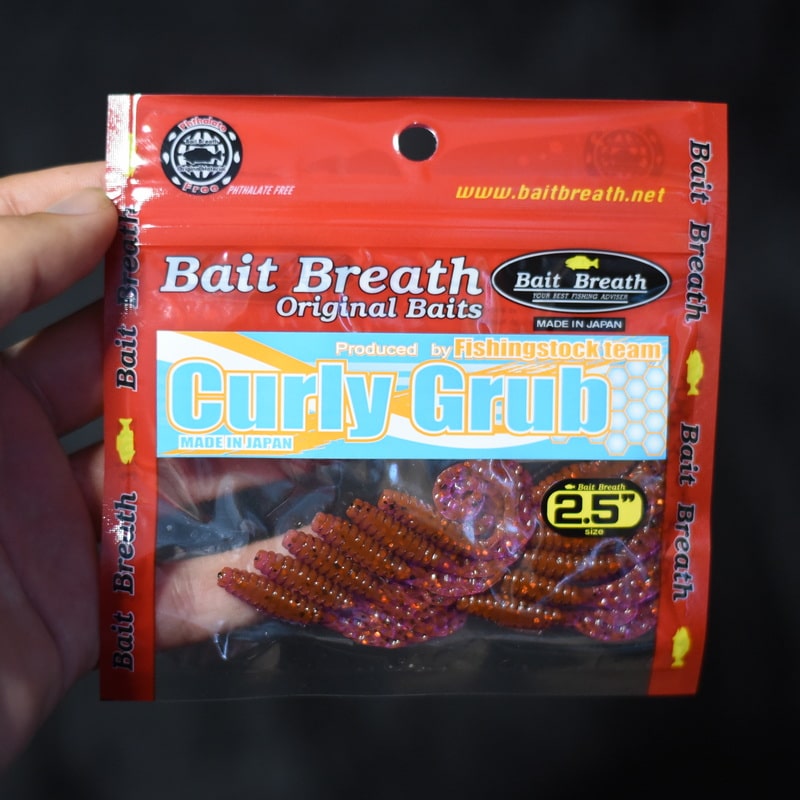 Phthalate
Bait Breath
Free
PHTHALATE FREE
www.baitbreath.net
Bait Breath
Original Baits
Bait Breath
YOUR BEST FISHING ADVISER
MADE IN JAPAN
Produced by Fishingstock team
Curly Grub
MADE IN JAPAN
Bait Breath
2.5"
size
Bait Breath
Bait Breath
Bait Breath
Bait Breath